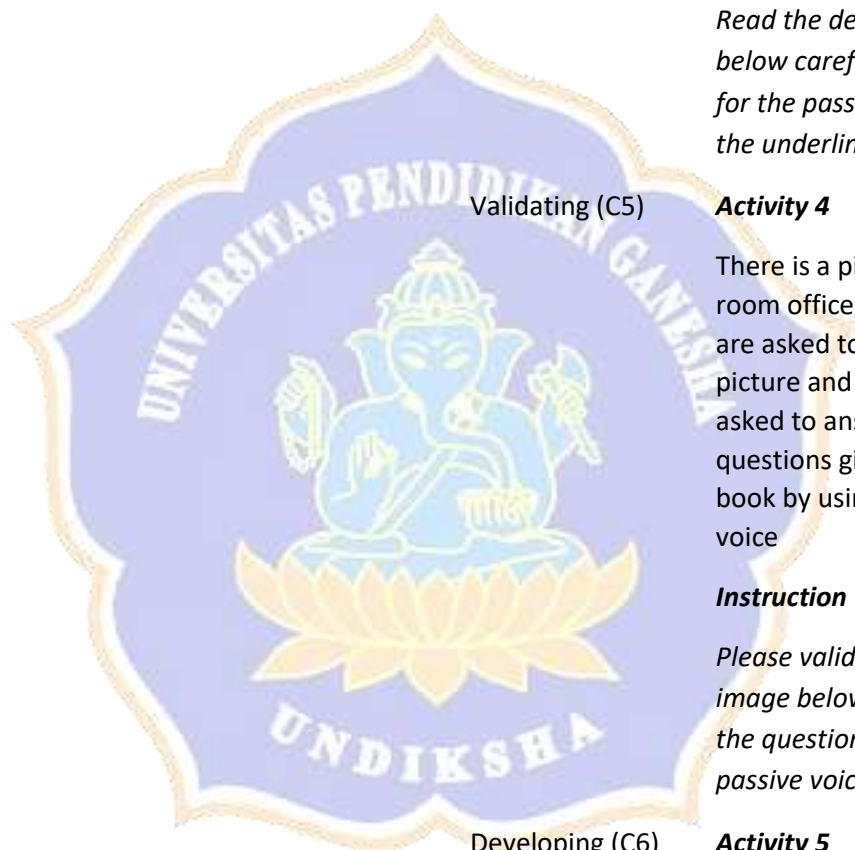 Read the de
below caref
for the pass
the underlin
Validating (C5) Activity 4
There is a pi
room office,
are asked to
picture and
asked to ans
questions gi
book by usin
voice
Instruction
Please valid
image below
the question
passive voic
Developing (C6) Activity 5
UNIVERSITAS PENDIDIKAN GANESHA
UNDIKSHA